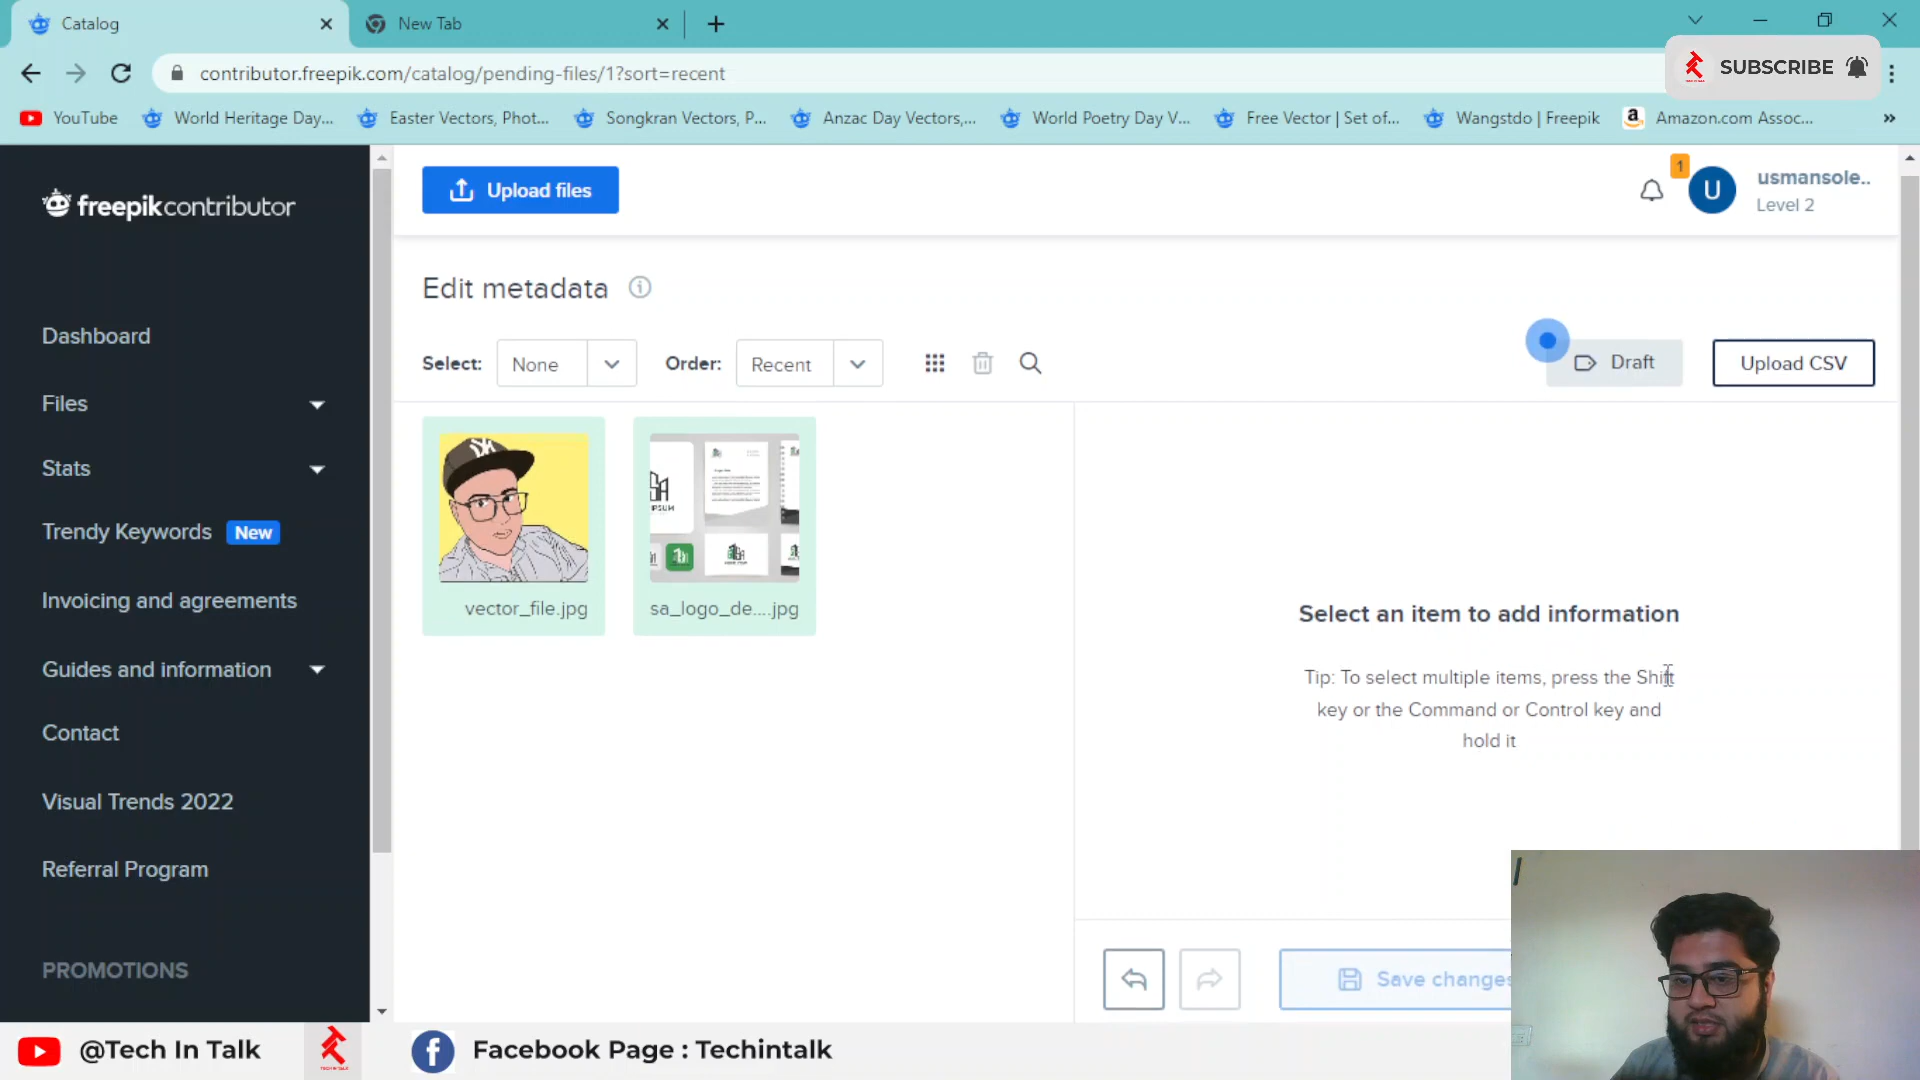 Catalog
New Tab
contributor.freepik.com/catalog/pending-files/1?sort=recent
SUBSCRIBE
YouTube
World Heritage Day...
Easter Vectors, Phot...
Songkran Vectors, P...
Anzac Day Vectors,...
World Poetry Day V...
Free Vector | Set of...
Wangstdo | Freepik
Amazon.com Assoc...
»
freepikcontributor
Upload files
1
U
usmansole..
Level 2
Edit metadata
Dashboard
Select:
None
Order:
Recent
Draft
Upload CSV
Files
Stats
Trendy Keywords New
vector_file.jpg
sa_logo_de....jpg
Invoicing and agreements
Select an item to add information
Guides and information
Tip: To select multiple items, press the Shift
key or the Command or Control key and
hold it
Contact
Visual Trends 2022
Referral Program
PROMOTIONS
Save changes
@Tech In Talk
TECH IN TALK
Facebook Page : Techintalk